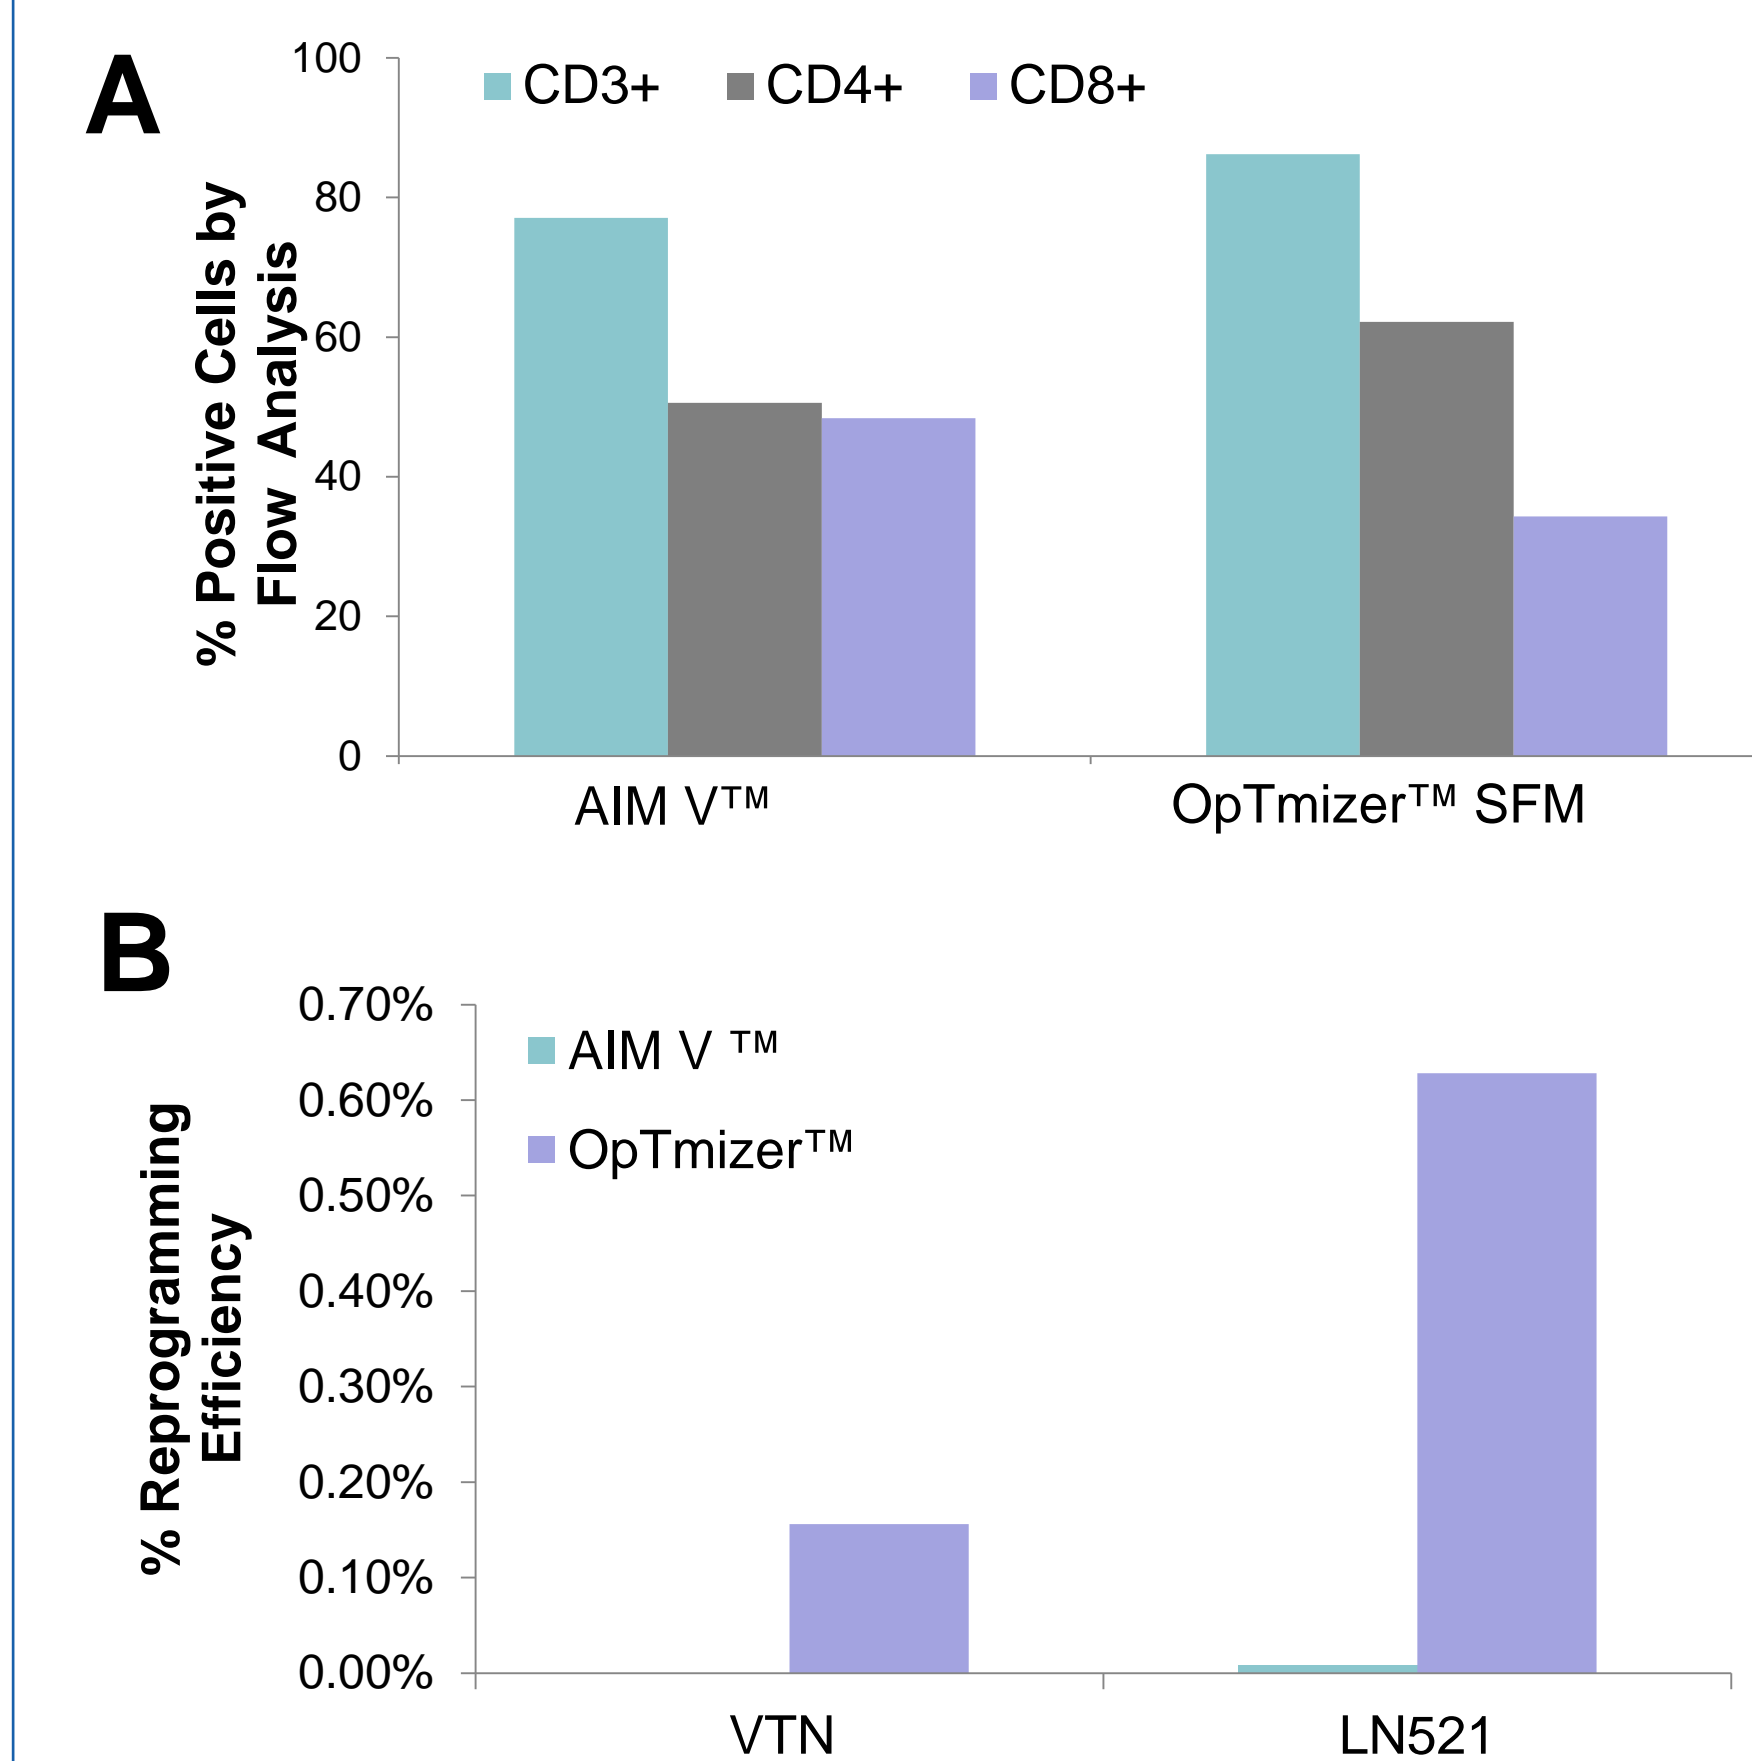 A
100
80
60
40
20
0
% Positive Cells by
Flow Analysis
CD3+ CD4+ CD8+
AIM V™ OpTmizer™ SFM
B
0.70%
0.60%
0.50%
0.40%
0.30%
0.20%
0.10%
0.00%
% Reprogramming
Efficiency
AIM V ™
OpTmizer™
VTN LN521